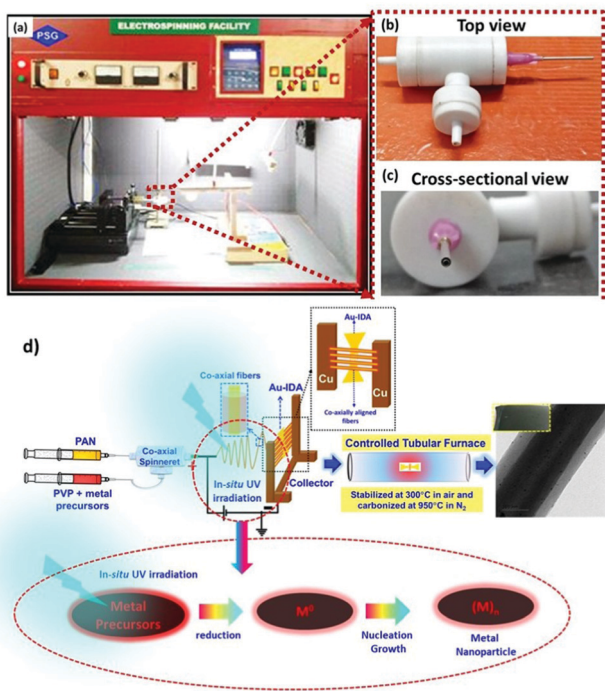 (a)
PSG
ELECTROSPINNING FACILITY
(b)
Top view
(c)
Cross-sectional view
d)
Au-IDA
Cu
Cu
Co-axially aligned
fibers
Co-axial fibers
Au-IDA
PAN
PVP + metal
precursors
Co-axial
Spinneret
In-situ UV
irradiation
Collector
Controlled Tubular Furnace
Stabilized at 300°C in air and
carbonized at 950°C in N₂
In-situ UV irradiation
Metal
Precursors
reduction
M⁰
Nucleation
Growth
(M)ₙ
Metal
Nanoparticle